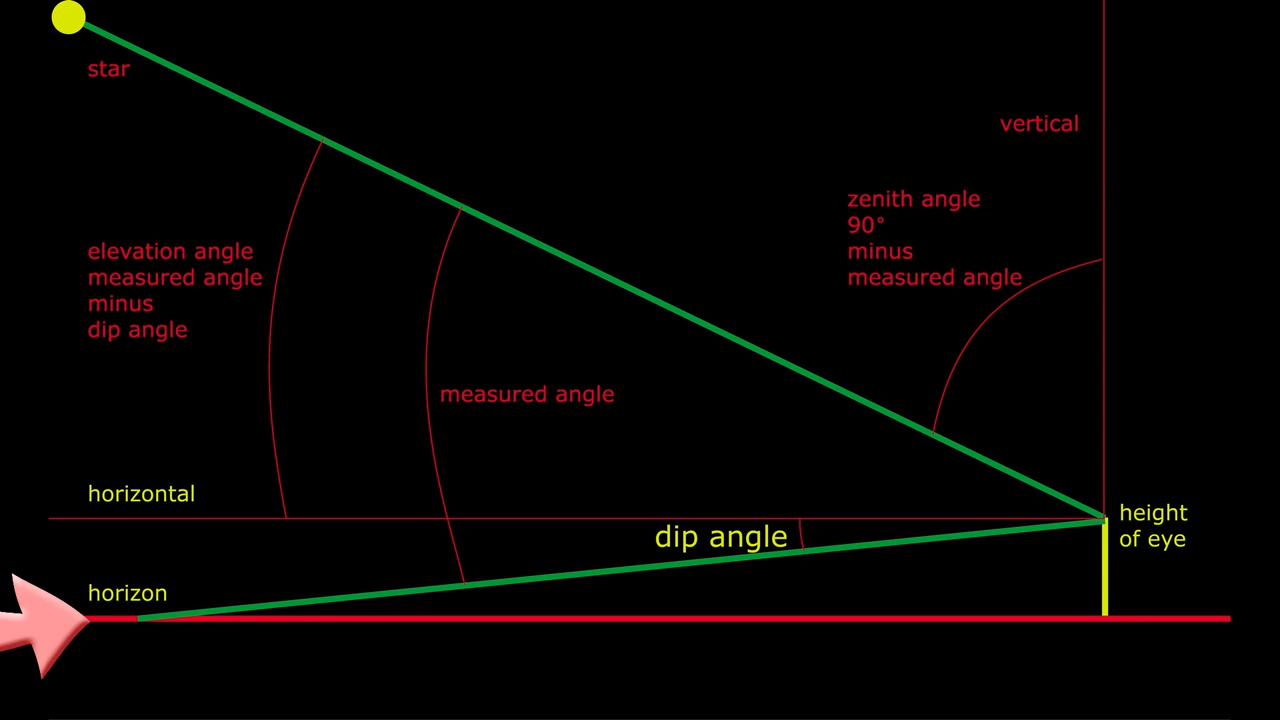 star
vertical
zenith angle
90°
minus
measured angle
elevation angle
measured angle
minus
dip angle
measured angle
horizontal
height
of eye
dip angle
horizon